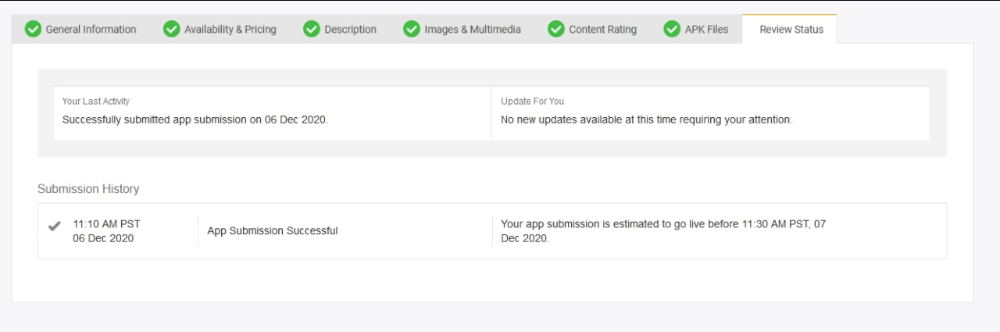 General Information
Availability & Pricing
Description
Images & Multimedia
Content Rating
APK Files
Review Status
Your Last Activity
Successfully submitted app submission on 06 Dec 2020.
Update For You
No new updates available at this time requiring your attention.
Submission History
11:10 AM PST
06 Dec 2020
App Submission Successful
Your app submission is estimated to go live before 11:30 AM PST, 07
Dec 2020.